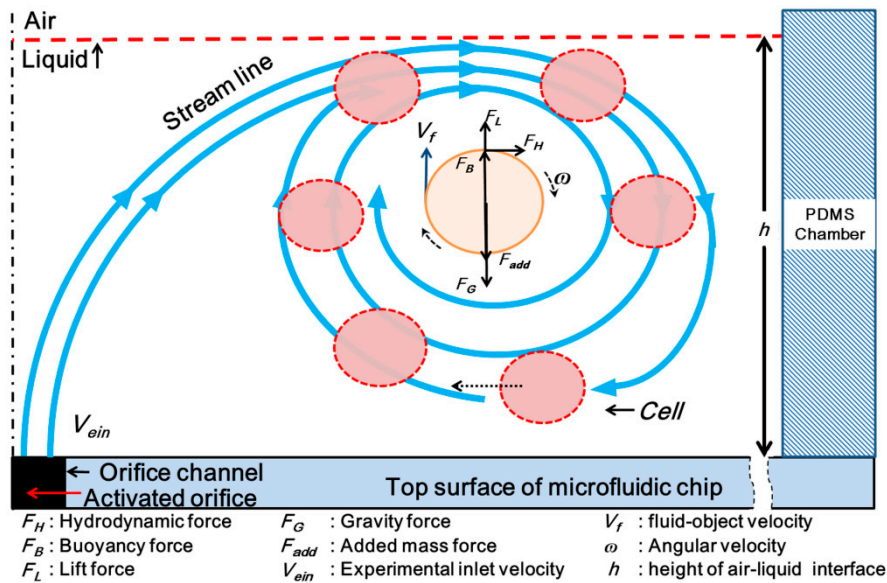 Air
Liquid
Stream line
V_f
F_L
F_H
F_B
ω
F_add
F_G
h
PDMS
Chamber
V_ein
Cell
Orifice channel
Activated orifice
Top surface of microfluidic chip
F_H : Hydrodynamic force F_G : Gravity force V_f : fluid-object velocity
F_B : Buoyancy force F_add : Added mass force ω : Angular velocity
F_L : Lift force V_ein : Experimental inlet velocity h : height of air-liquid interface